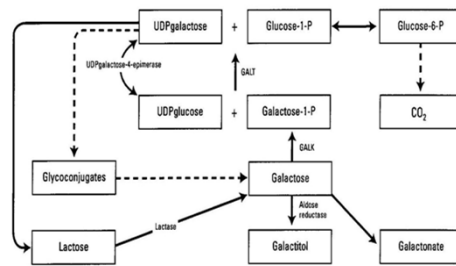 UDPgalactose + Glucose-1-P Glucose-6-P
UDPgalactose-4-epimerase
GALT
UDPglucose + Galactose-1-P CO₂
GALK
Glycoconjugates Galactose
Lactase
Aldose
reductase
Lactose Galactitol Galactonate